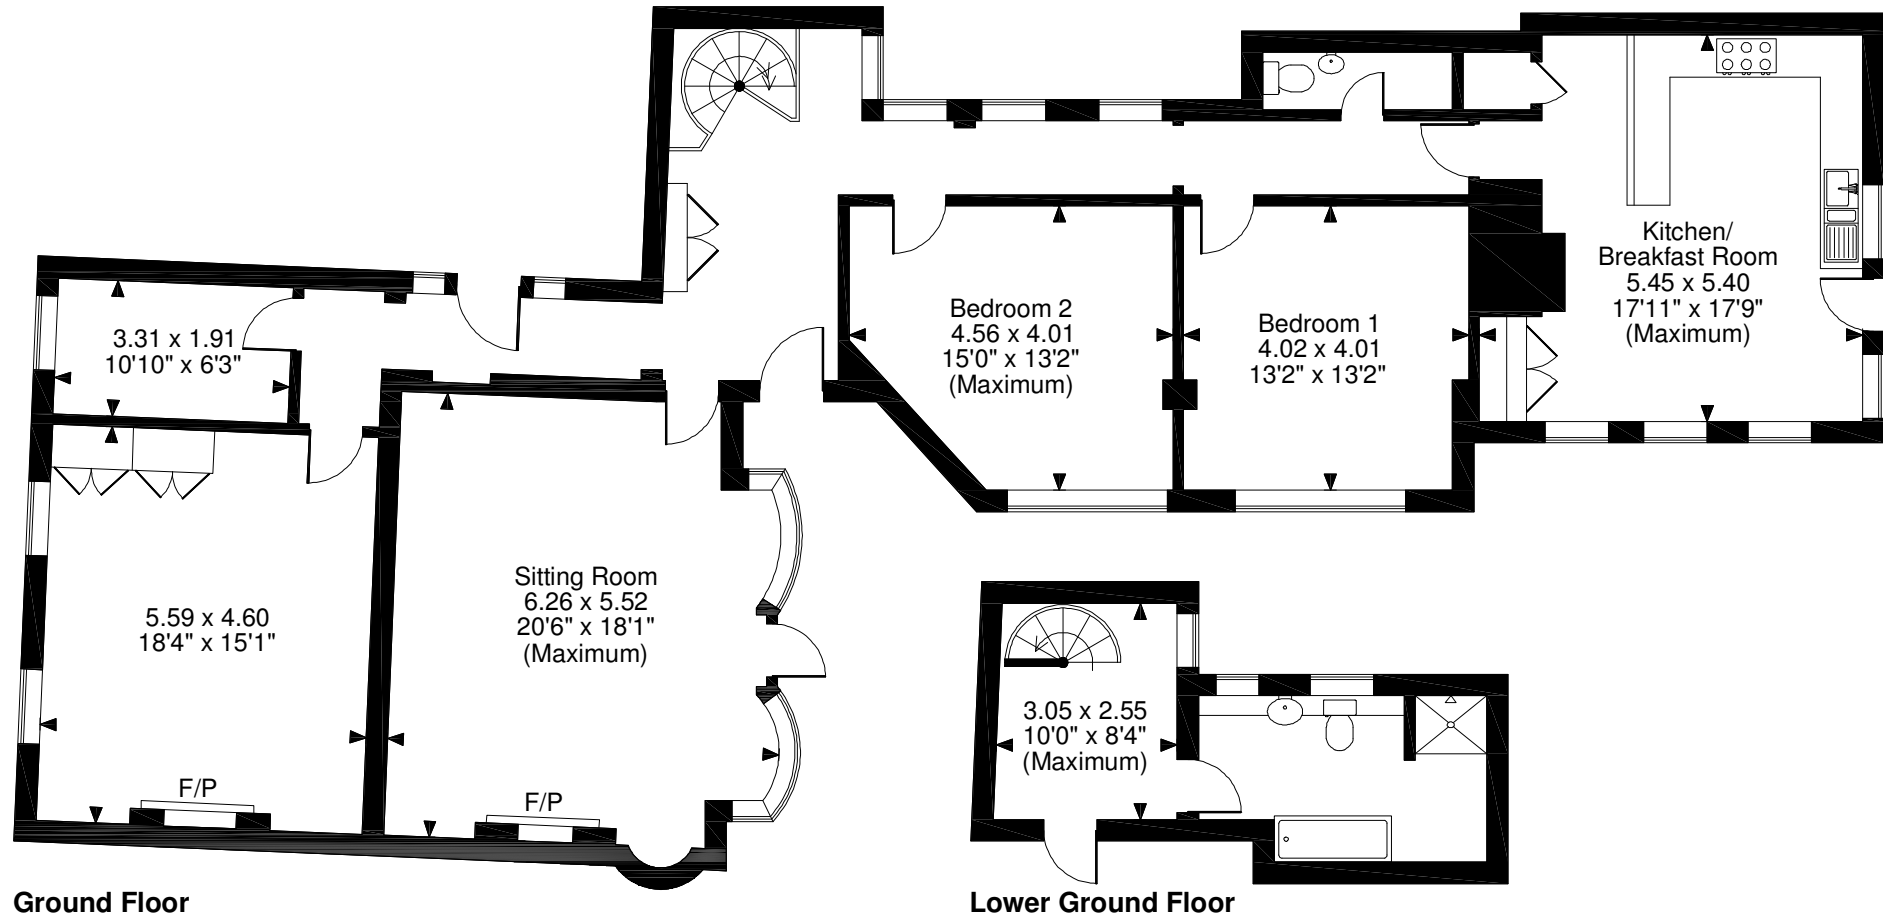 Kitchen/
Breakfast Room
5.45 x 5.40
17'11" x 17'9"
(Maximum)
Bedroom 2
4.56 x 4.01
15'0" x 13'2"
(Maximum)
Bedroom 1
4.02 x 4.01
13'2" x 13'2"
3.31 x 1.91
10'10" x 6'3"
Sitting Room
6.26 x 5.52
20'6" x 18'1"
(Maximum)
5.59 x 4.60
18'4" x 15'1"
F/P
F/P
3.05 x 2.55
10'0" x 8'4"
(Maximum)
Ground Floor
Lower Ground Floor